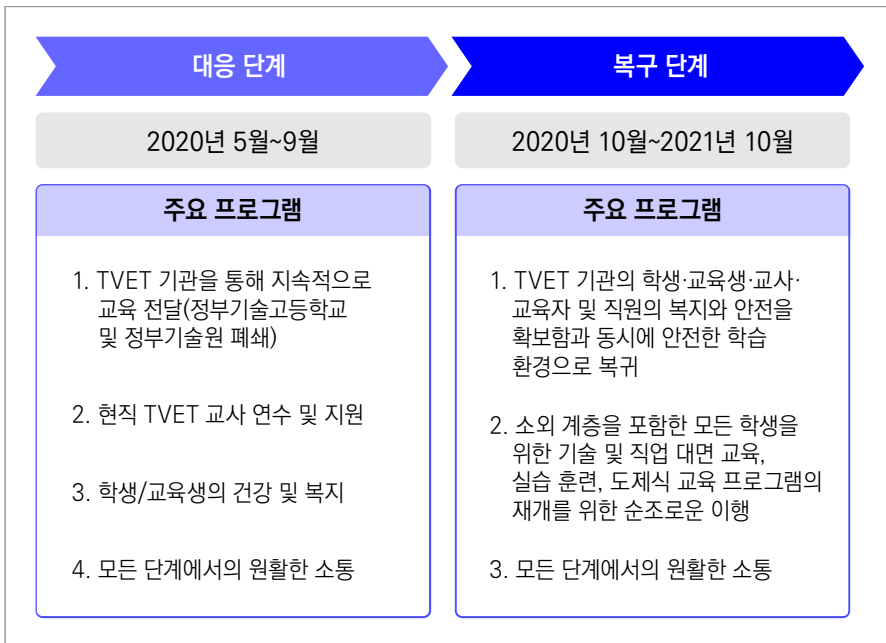 대응 단계
2020년 5월~9월
주요 프로그램
1. TVET 기관을 통해 지속적으로
교육 전달(정부기술고등학교
및 정부기술원 폐쇄)
2. 현직 TVET 교사 연수 및 지원
3. 학생/교육생의 건강 및 복지
4. 모든 단계에서의 원활한 소통
복구 단계
2020년 10월~2021년 10월
주요 프로그램
1. TVET 기관의 학생·교육생·교사·
교육자 및 직원의 복지와 안전을
확보함과 동시에 안전한 학습
환경으로 복귀
2. 소외 계층을 포함한 모든 학생을
위한 기술 및 직업 대면 교육,
실습 훈련, 도제식 교육 프로그램의
재개를 위한 순조로운 이행
3. 모든 단계에서의 원활한 소통